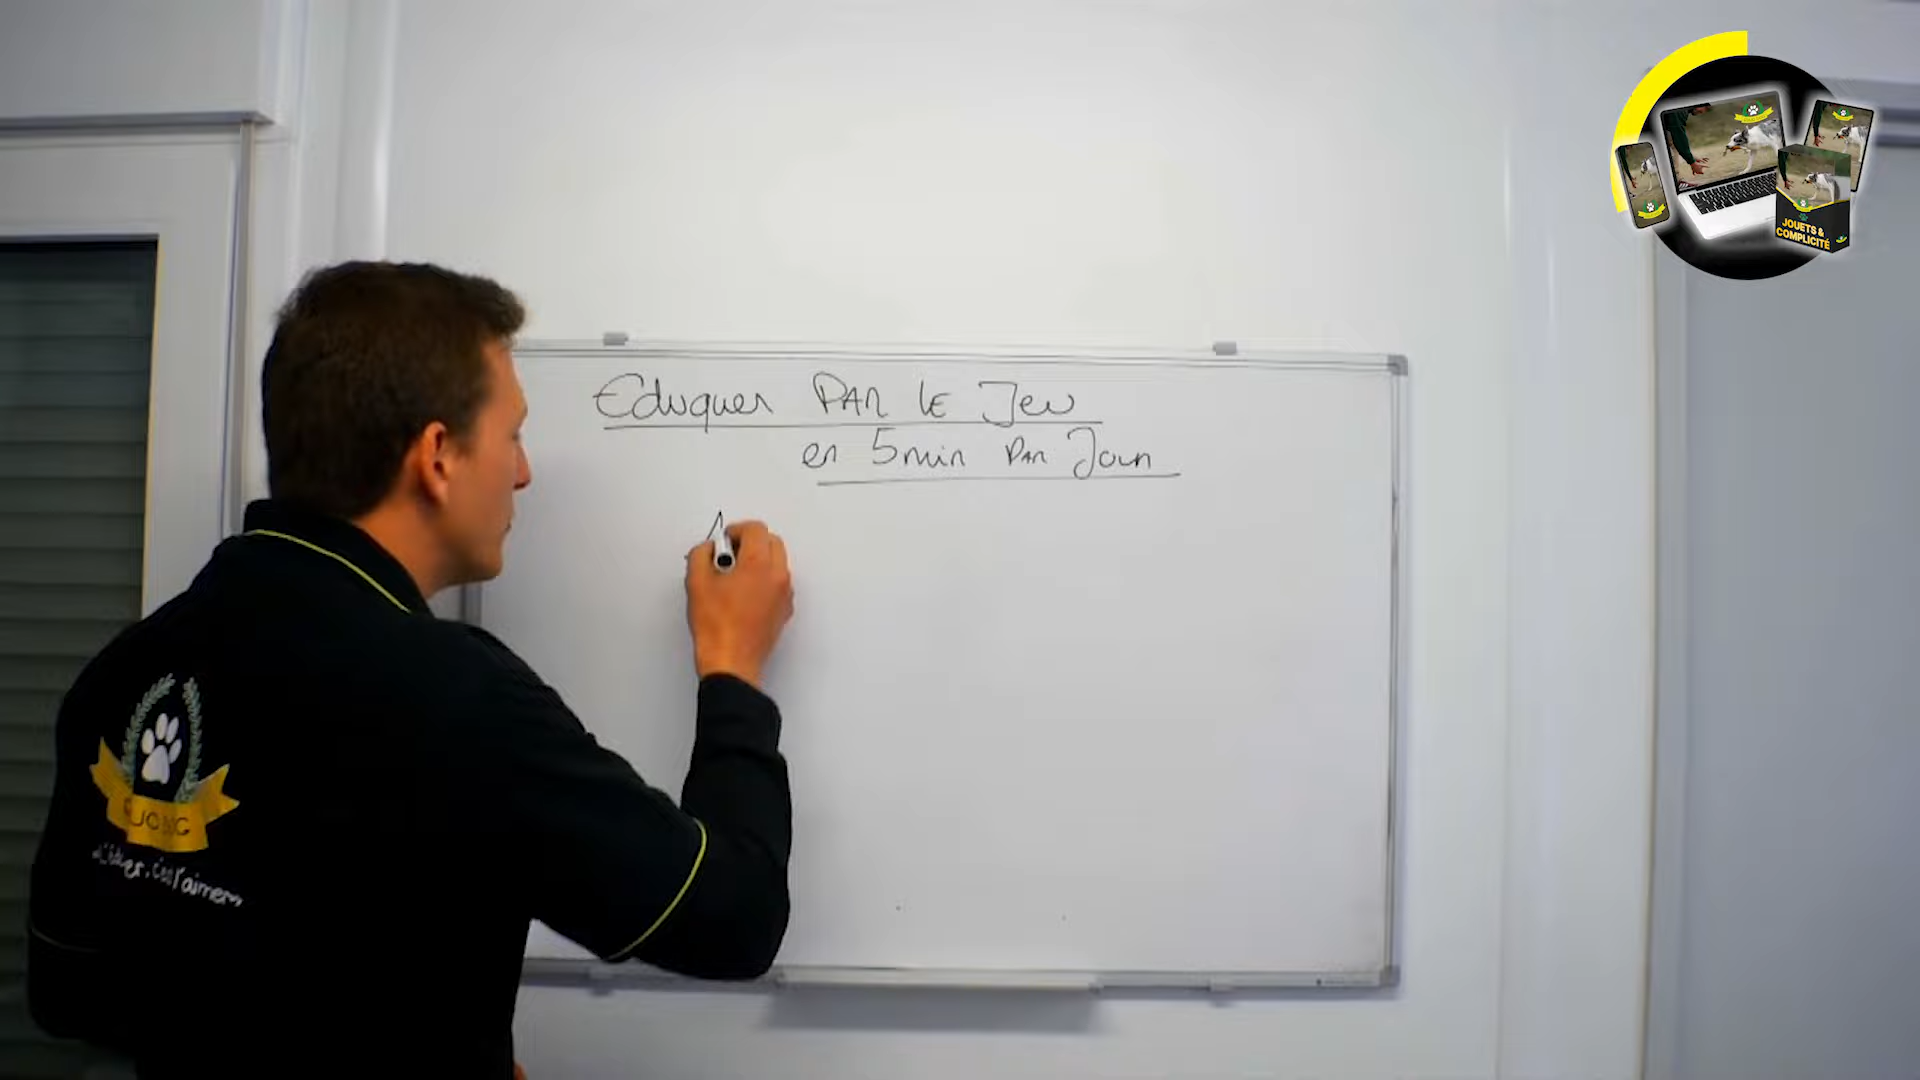 Eduquer PAR LE Jeu
en 5min PAR Jour
JOUETS &
COMPLICITÉ